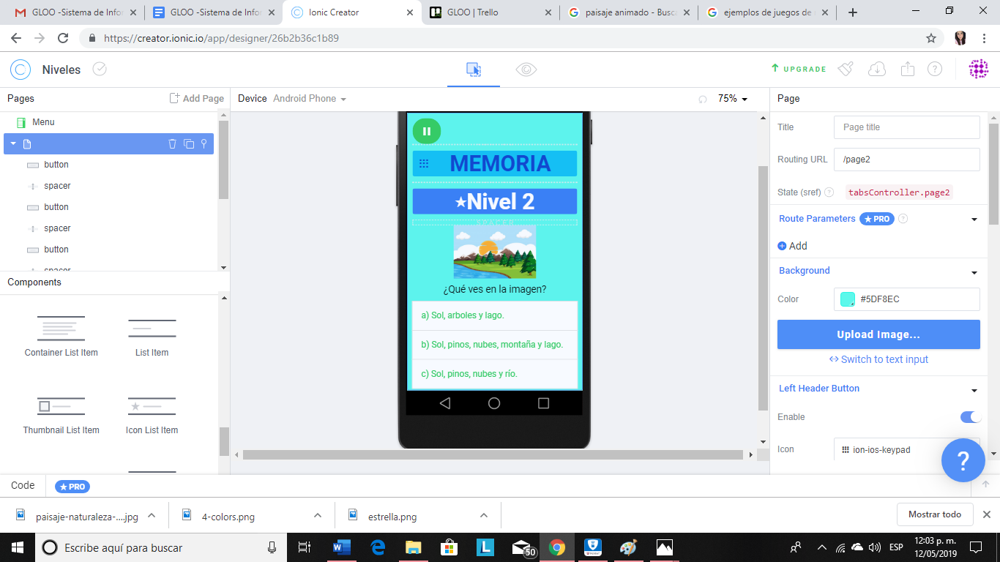 GLOO -Sistema de Infor
GLOO -Sistema de Infor
Ionic Creator
GLOO | Trello
paisaje animado - Busc
ejemplos de juegos de
https://creator.ionic.io/app/designer/26b2b36c1b89
Niveles
UPGRADE
Pages
Add Page
Device Android Phone
75%
Page
Menu
button
spacer
button
spacer
button
spacer
Components
Container List Item
List Item
Thumbnail List Item
Icon List Item
MEMORIA
Nivel 2
SPACER
¿Qué ves en la imagen?
a) Sol, arboles y lago.
b) Sol, pinos, nubes, montaña y lago.
c) Sol, pinos, nubes y río.
Title Page title
Routing URL /page2
State (sref) ? tabsController.page2
Route Parameters PRO ?
Add
Background
Color #5DF8EC
Upload Image...
Switch to text input
Left Header Button
Enable
Icon ion-ios-keypad
?
Code PRO
paisaje-naturaleza-....jpg
4-colors.png
estrella.png
Mostrar todo
Escribe aquí para buscar
50
ESP
12:03 p. m.
12/05/2019